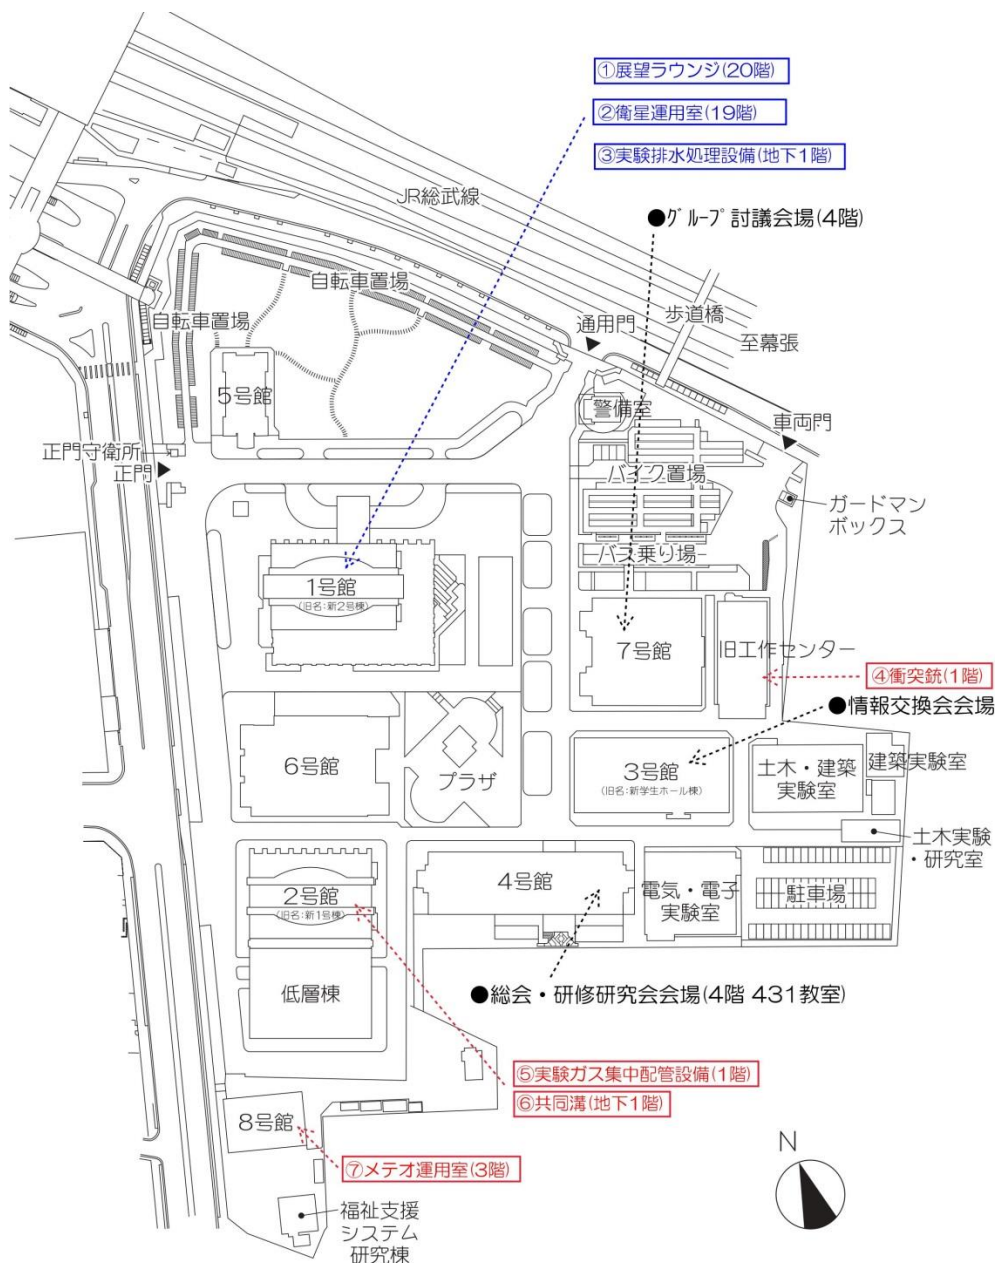 ①展望ラウンジ(20階)
②衛星運用室(19階)
③実験排水処理設備(地下1階)
JR総武線
●グループ討議会場(4階)
自転車置場
自転車置場
通用門
歩道橋
至幕張
5号館
警備室
車両門
正門守衛所
正門
バイク置場
ガードマン
ボックス
バス乗り場
1号館
(旧名:新2号棟)
7号館
旧工作センター
④衝突銃(1階)
●情報交換会会場
6号館
プラザ
3号館
(旧名:新学生ホール棟)
土木・建築
実験室
建築実験室
土木実験
・研究室
2号館
(旧名:新1号棟)
4号館
電気・電子
実験室
駐車場
低層棟
●総会・研修研究会会場(4階 431教室)
⑤実験ガス集中配管設備(1階)
⑥共同溝(地下1階)
8号館
⑦メテオ運用室(3階)
N
福祉支援
システム
研究棟